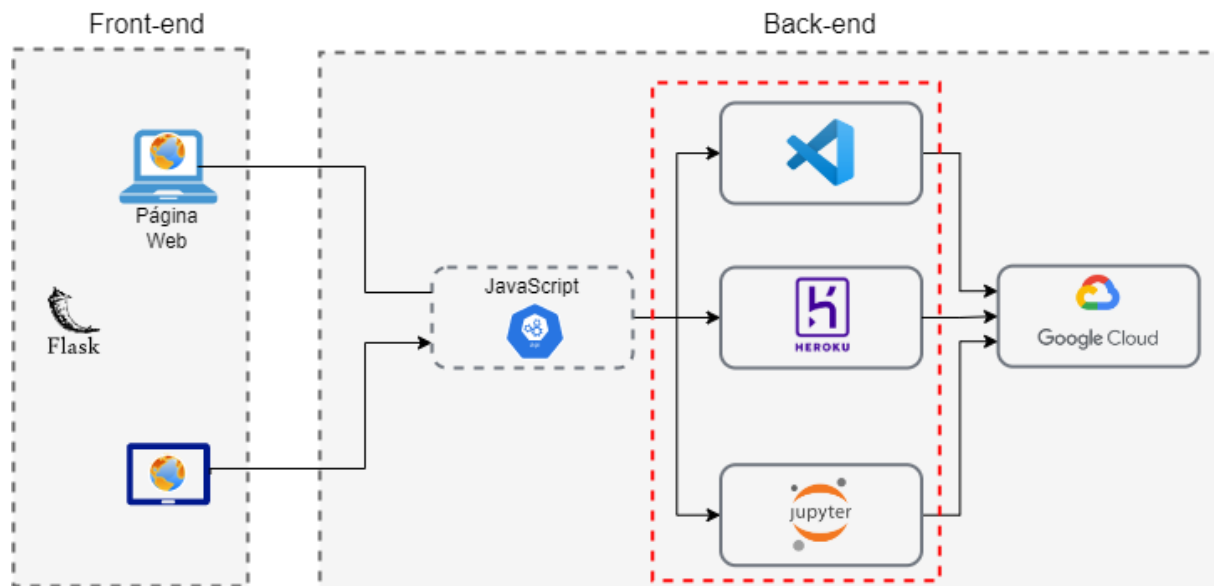 Front-end
Back-end
Página
Web
JavaScript
HEROKU
Google Cloud
Flask
jupyter